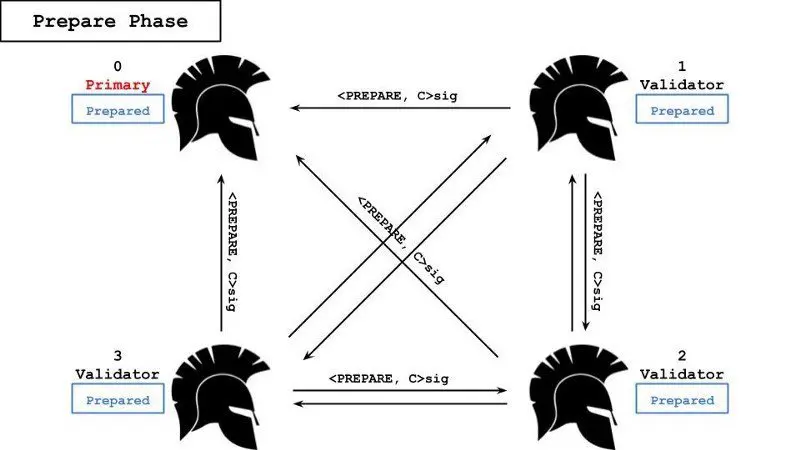 Prepare Phase
0
Primary
Prepared
<PREPARE, C>sig
1
Validator
Prepared
<PREPARE, C>sig
<PREPARE, C>sig
<PREPARE, C>sig
3
Validator
Prepared
<PREPARE, C>sig
2
Validator
Prepared